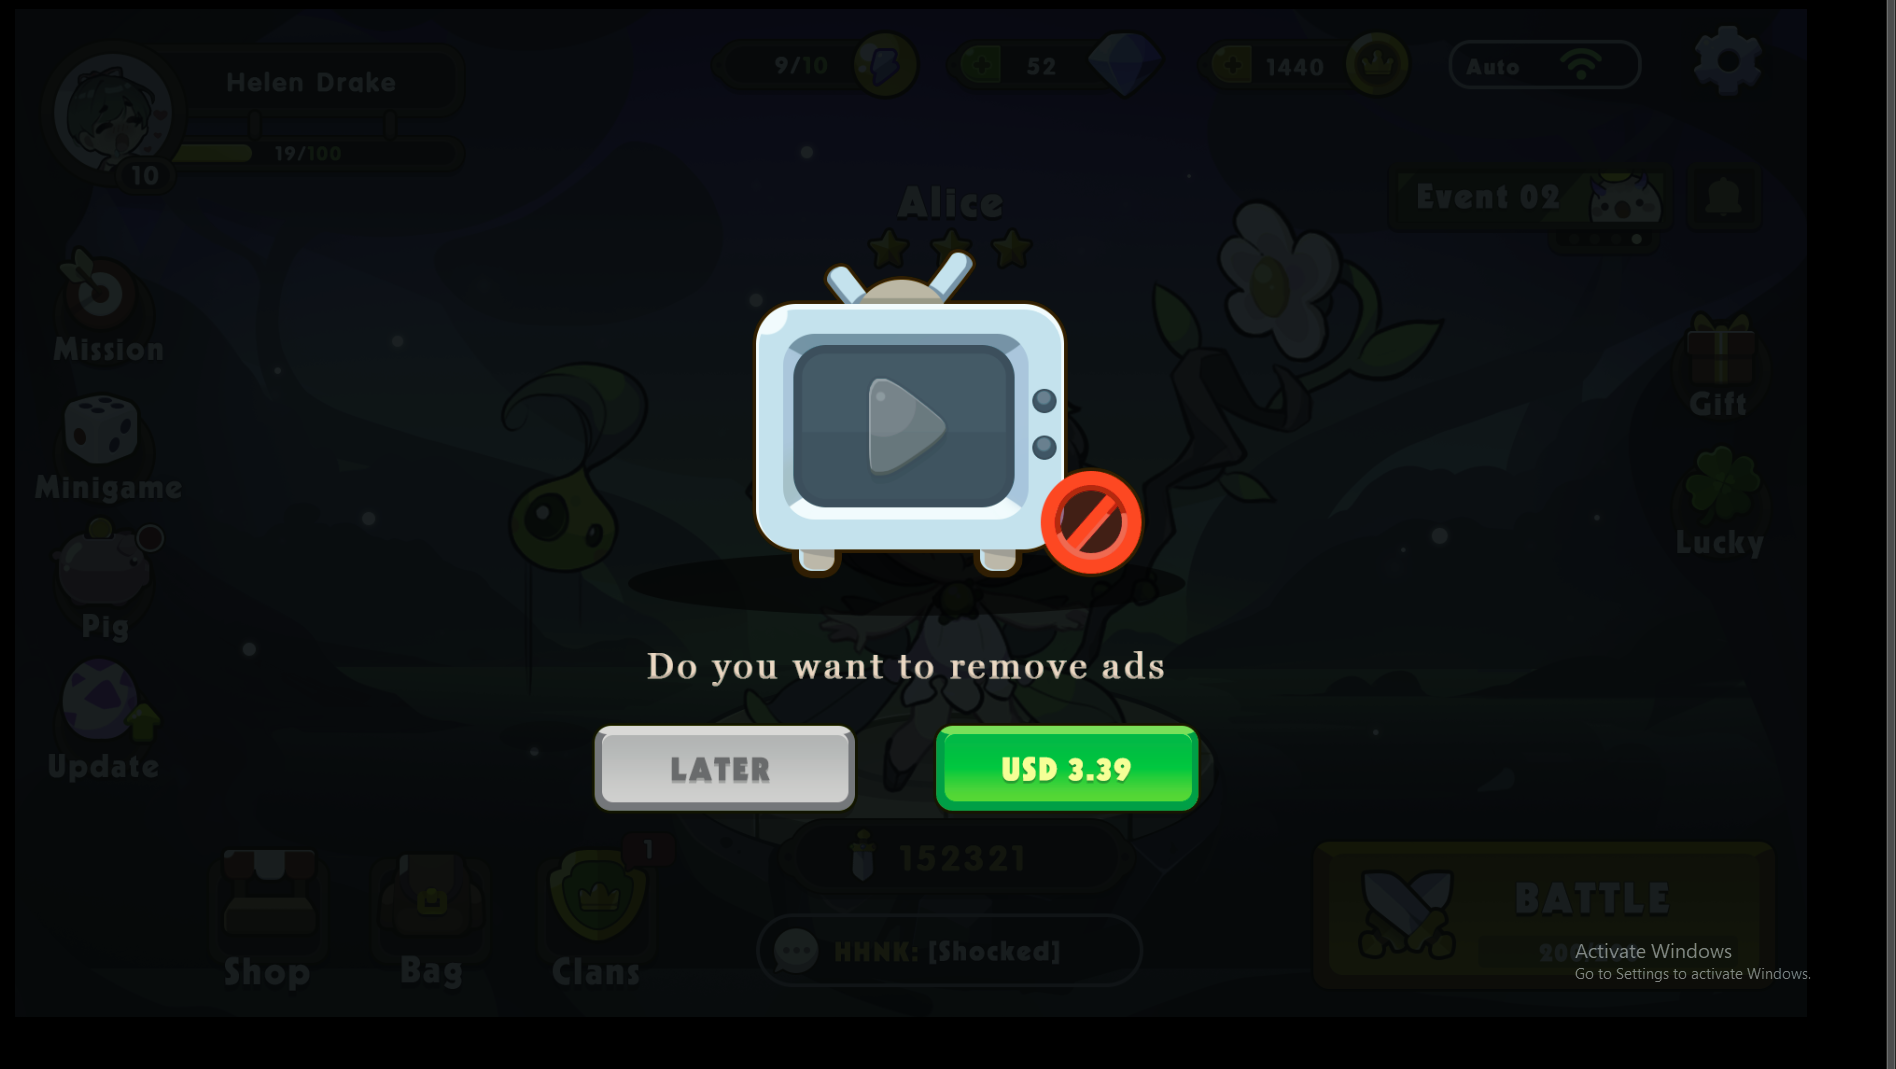 Helen Drake
10
19/100
9/10
52
1440
Auto
Alice
Event 02
Mission
Minigame
Pig
Update
Gift
Lucky
Do you want to remove ads
LATER
USD 3.39
152321
HHNK: [Shocked]
Shop
Bag
1
Clans
BATTLE
Activate Windows
Go to Settings to activate Windows.